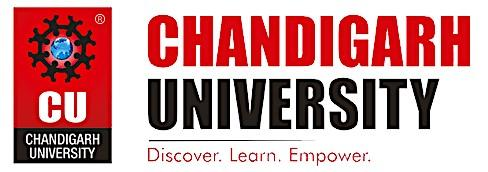 ®
CU
CHANDIGARH
UNIVERSITY
CHANDIGARH
UNIVERSITY
Discover. Learn. Empower.